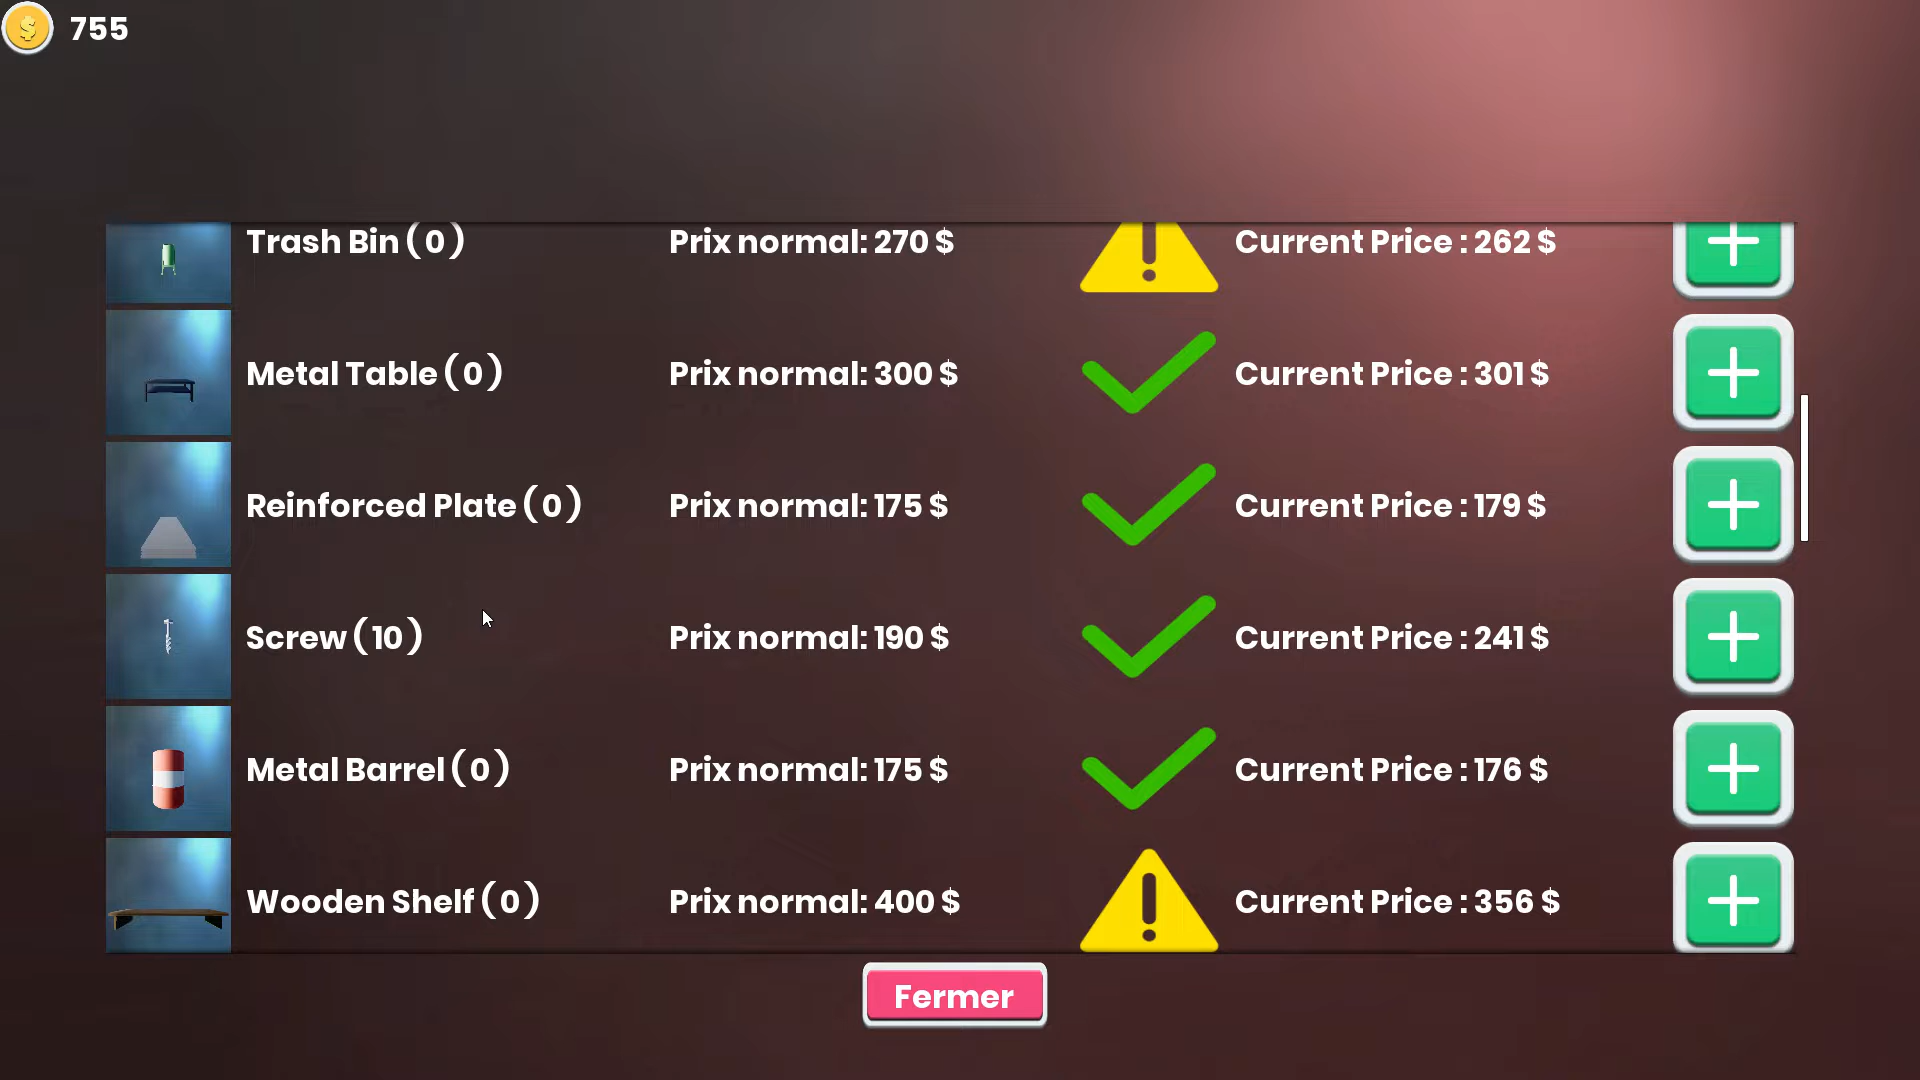 755
Trash Bin ( 0 ) Prix normal: 270 $ Current Price : 262 $
Metal Table ( 0 ) Prix normal: 300 $ Current Price : 301 $
Reinforced Plate ( 0 ) Prix normal: 175 $ Current Price : 179 $
Screw ( 10 ) Prix normal: 190 $ Current Price : 241 $
Metal Barrel ( 0 ) Prix normal: 175 $ Current Price : 176 $
Wooden Shelf ( 0 ) Prix normal: 400 $ Current Price : 356 $
Fermer